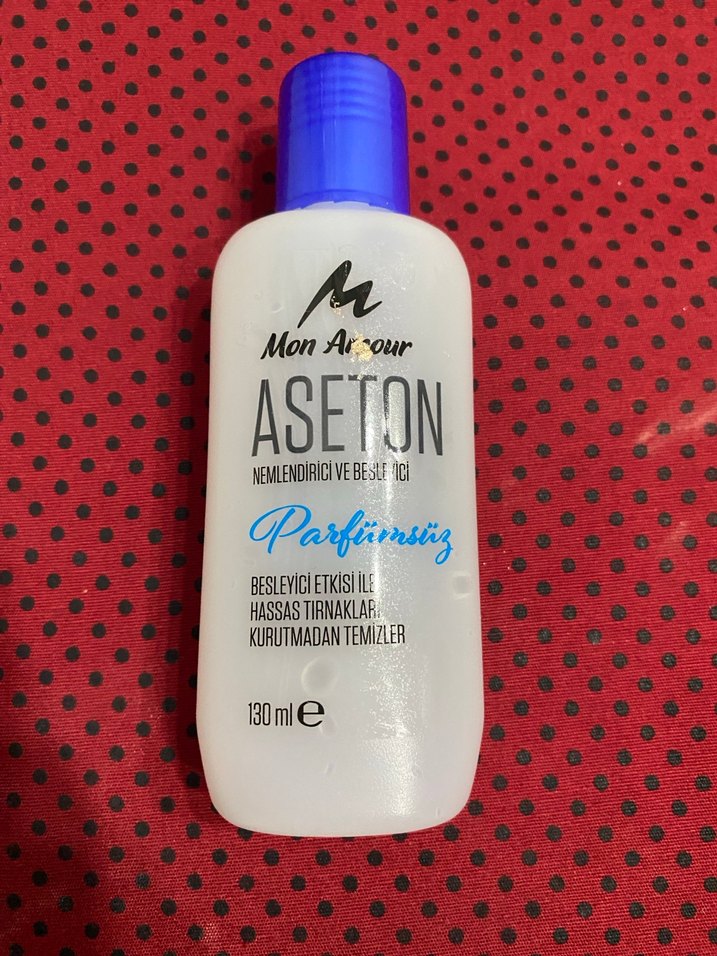 Mon Amour
ASETON
NEMLENDİRİCİ VE BESLEYİCİ
Parfümsüz
BESLEYİCİ ETKİSİ İLE
HASSAS TIRNAKLARI
KURUTMADAN TEMİZLER
130 ml ℮